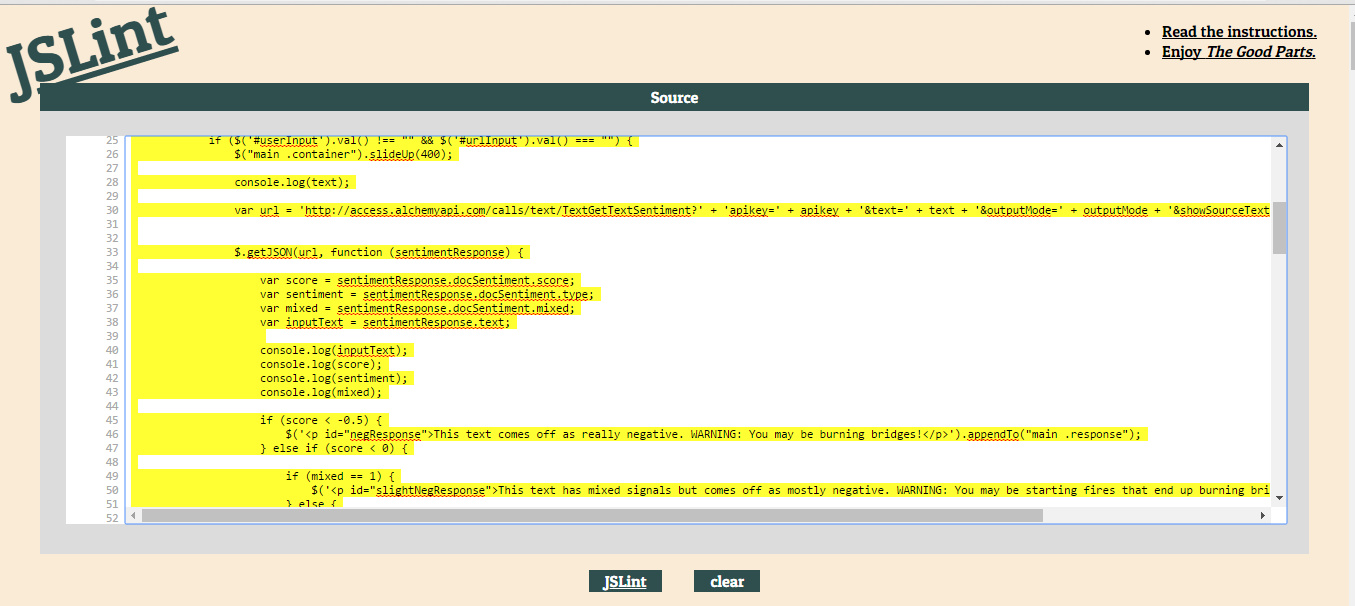 JSLint
Read the instructions.
Enjoy The Good Parts.
Source
25 if ($('#userInput').val() !== "" && $('#urlInput').val() === "") {
26 $("main .container").slideUp(400);
27
28 console.log(text);
29
30 var url = 'http://access.alchemyapi.com/calls/text/TextGetTextSentiment?' + 'apikey=' + apikey + '&text=' + text + '&outputMode=' + outputMode + '&showSourceText
31
32
33 $.getJSON(url, function (sentimentResponse) {
34
35 var score = sentimentResponse.docSentiment.score;
36 var sentiment = sentimentResponse.docSentiment.type;
37 var mixed = sentimentResponse.docSentiment.mixed;
38 var inputText = sentimentResponse.text;
39
40 console.log(inputText);
41 console.log(score);
42 console.log(sentiment);
43 console.log(mixed);
44
45 if (score < -0.5) {
46 $('<p id="negResponse">This text comes off as really negative. WARNING: You may be burning bridges!</p>').appendTo("main .response");
47 } else if (score < 0) {
48
49 if (mixed == 1) {
50 $('<p id="slightNegResponse">This text has mixed signals but comes off as mostly negative. WARNING: You may be starting fires that end up burning bri
51 } else {
52
JSLint clear